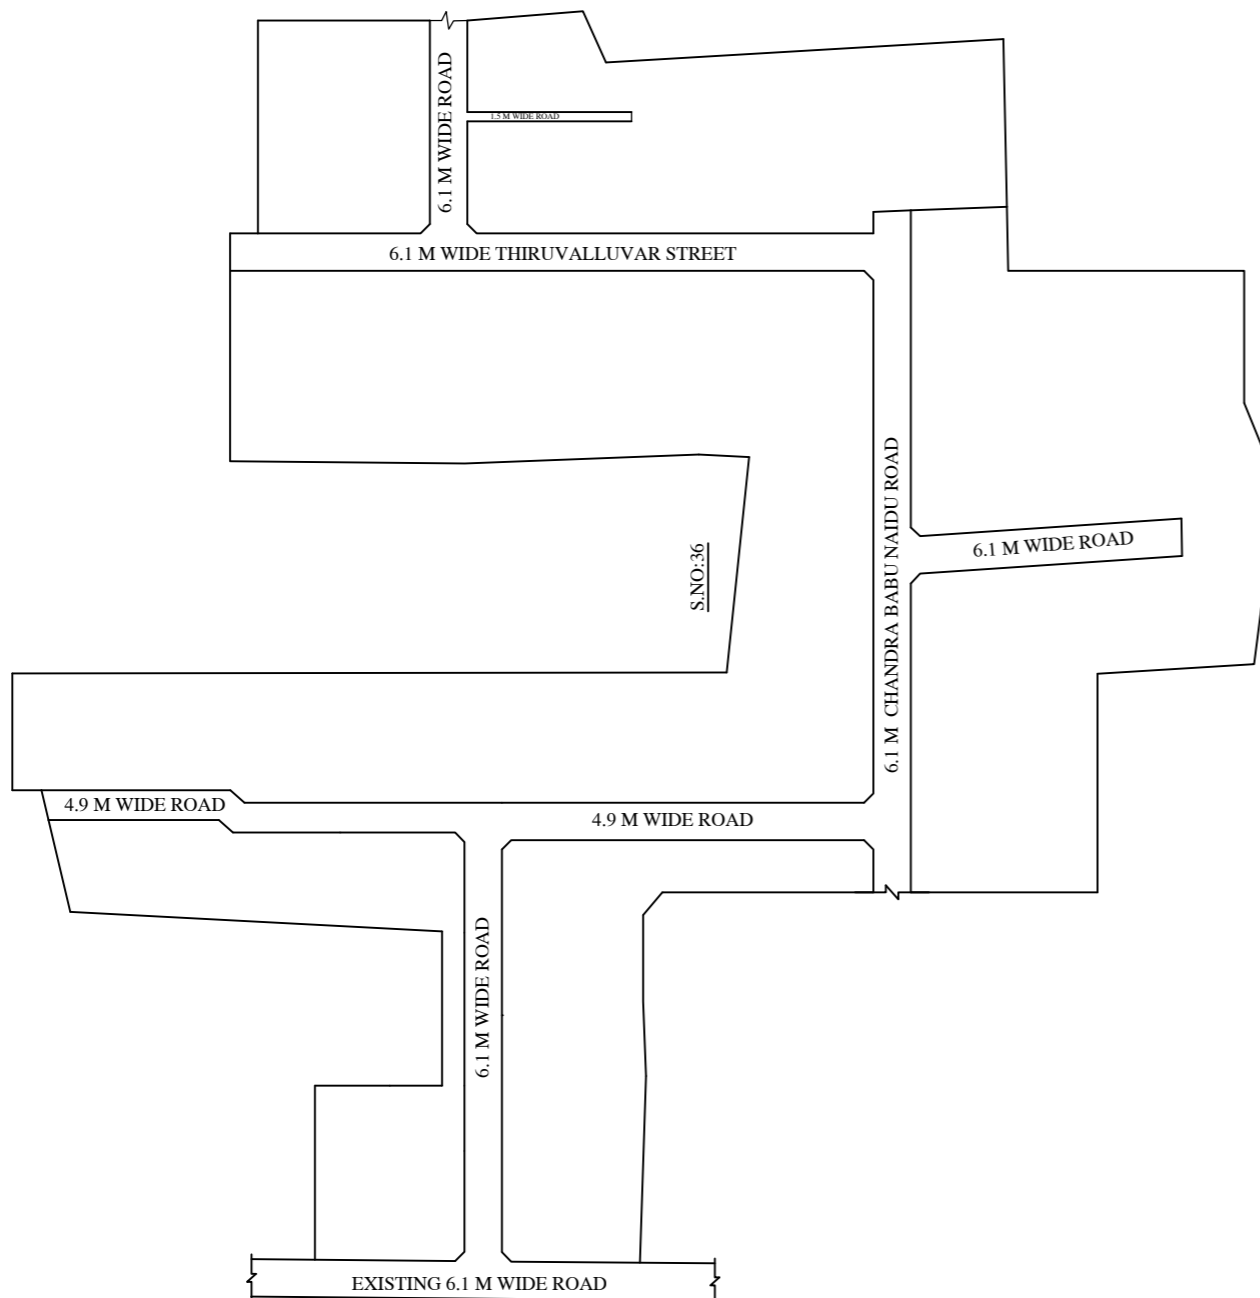 6.1 M WIDE ROAD
1.5 M WIDE ROAD
6.1 M WIDE THIRUVALLUVAR STREET
6.1 M CHANDRA BABU NAIDU ROAD
6.1 M WIDE ROAD
S.NO:36
4.9 M WIDE ROAD
4.9 M WIDE ROAD
6.1 M WIDE ROAD
EXISTING 6.1 M WIDE ROAD